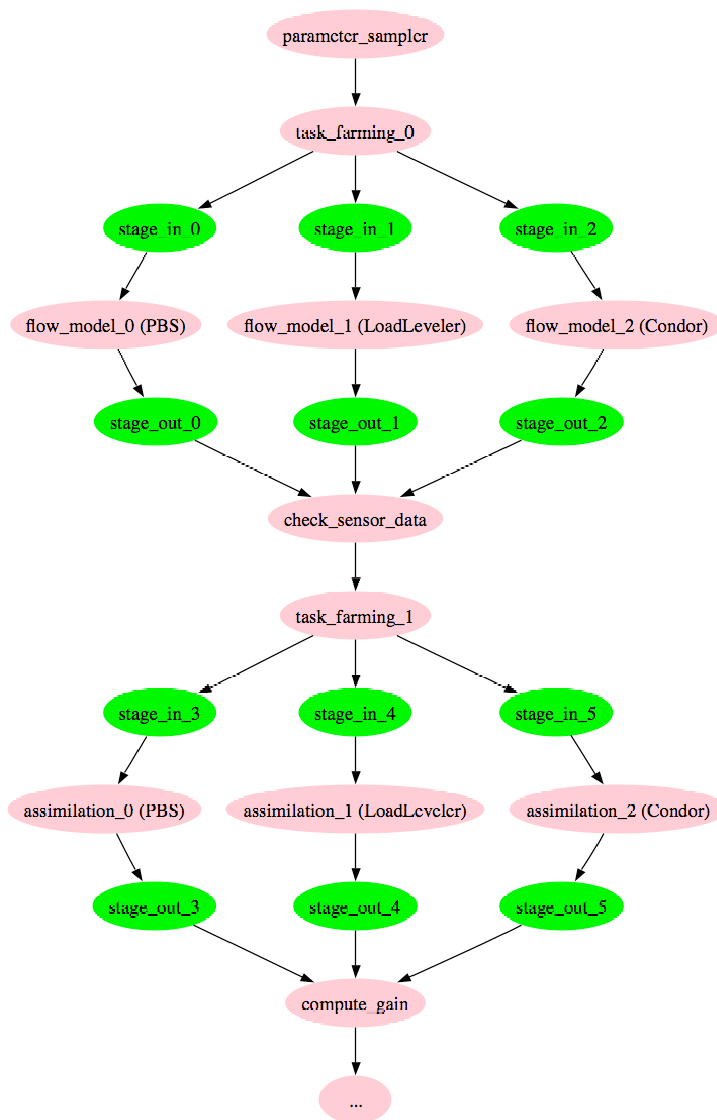 parameter_sampler
task_farming_0
stage_in_0
stage_in_1
stage_in_2
flow_model_0 (PBS)
flow_model_1 (LoadLeveler)
flow_model_2 (Condor)
stage_out_0
stage_out_1
stage_out_2
check_sensor_data
task_farming_1
stage_in_3
stage_in_4
stage_in_5
assimilation_0 (PBS)
assimilation_1 (LoadLeveler)
assimilation_2 (Condor)
stage_out_3
stage_out_4
stage_out_5
compute_gain
...